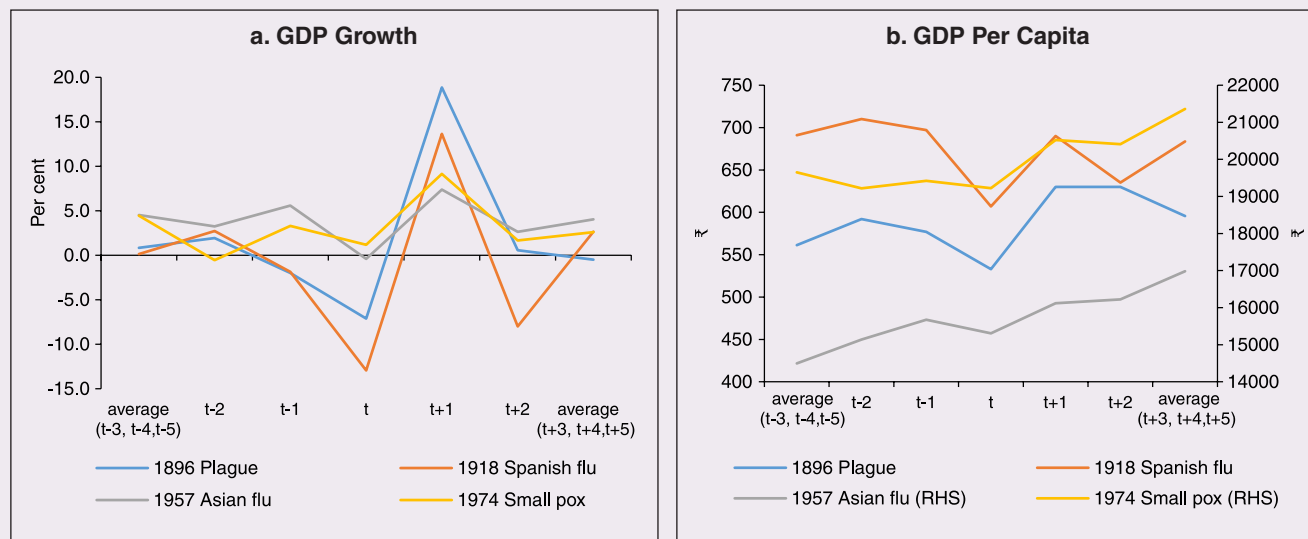 a. GDP Growth
Per cent
20.0
15.0
10.0
5.0
0.0
-5.0
-10.0
-15.0
average
(t-3, t-4,t-5)
t-2
t-1
t
t+1
t+2
average
(t+3, t+4,t+5)
1896 Plague
1918 Spanish flu
1957 Asian flu
1974 Small pox
b. GDP Per Capita
₹
750
700
650
600
550
500
450
400
22000
21000
20000
19000
18000
17000
16000
15000
14000
₹
average
(t-3, t-4,t-5)
t-2
t-1
t
t+1
t+2
average
(t+3, t+4,t+5)
1896 Plague
1918 Spanish flu
1957 Asian flu (RHS)
1974 Small pox (RHS)